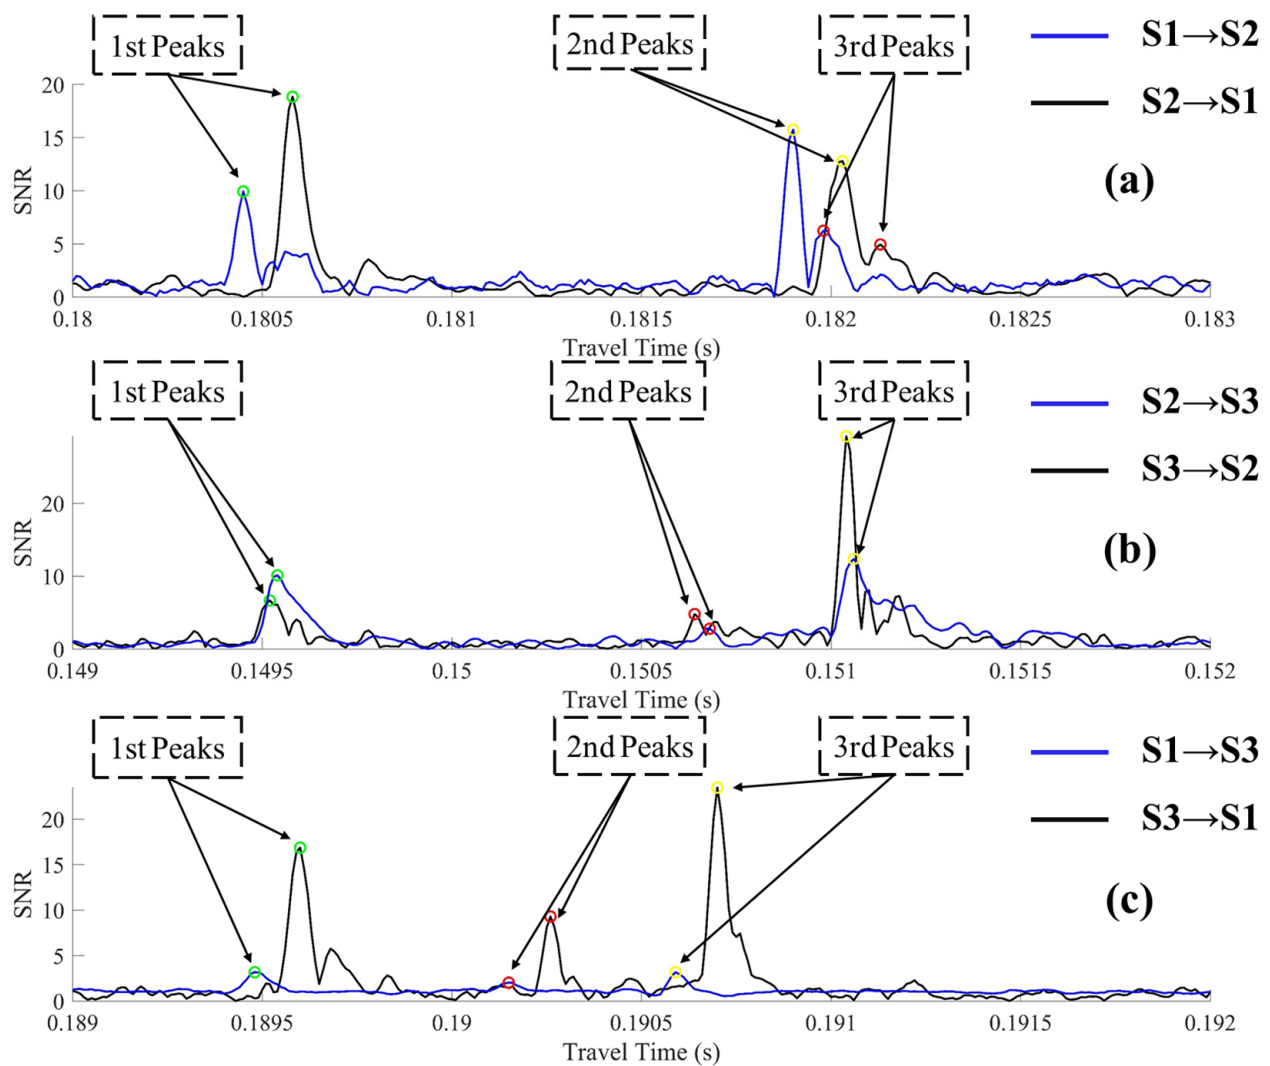 1st Peaks
2nd Peaks
3rd Peaks
S1→S2
S2→S1
(a)
SNR
20
15
10
5
0
0.18
0.1805
0.181
0.1815
0.182
0.1825
0.183
Travel Time (s)
1st Peaks
2nd Peaks
3rd Peaks
S2→S3
S3→S2
(b)
SNR
20
10
0
0.149
0.1495
0.15
0.1505
0.151
0.1515
0.152
Travel Time (s)
1st Peaks
2nd Peaks
3rd Peaks
S1→S3
S3→S1
(c)
SNR
20
15
10
5
0
0.189
0.1895
0.19
0.1905
0.191
0.1915
0.192
Travel Time (s)